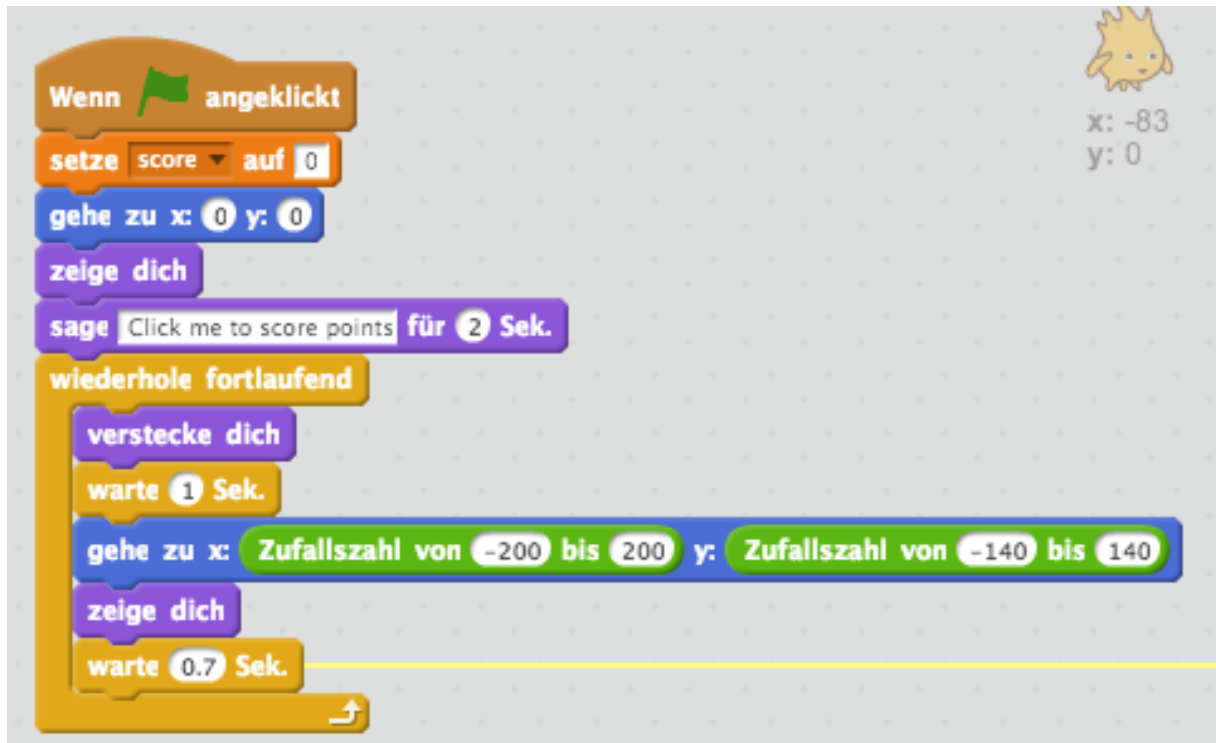 Wenn angeklickt
x: -83
y: 0
setze score auf 0
gehe zu x: 0 y: 0
zeige dich
sage Click me to score points für 2 Sek.
wiederhole fortlaufend
verstecke dich
warte 1 Sek.
gehe zu x: Zufallszahl von -200 bis 200 y: Zufallszahl von -140 bis 140
zeige dich
warte 0.7 Sek.